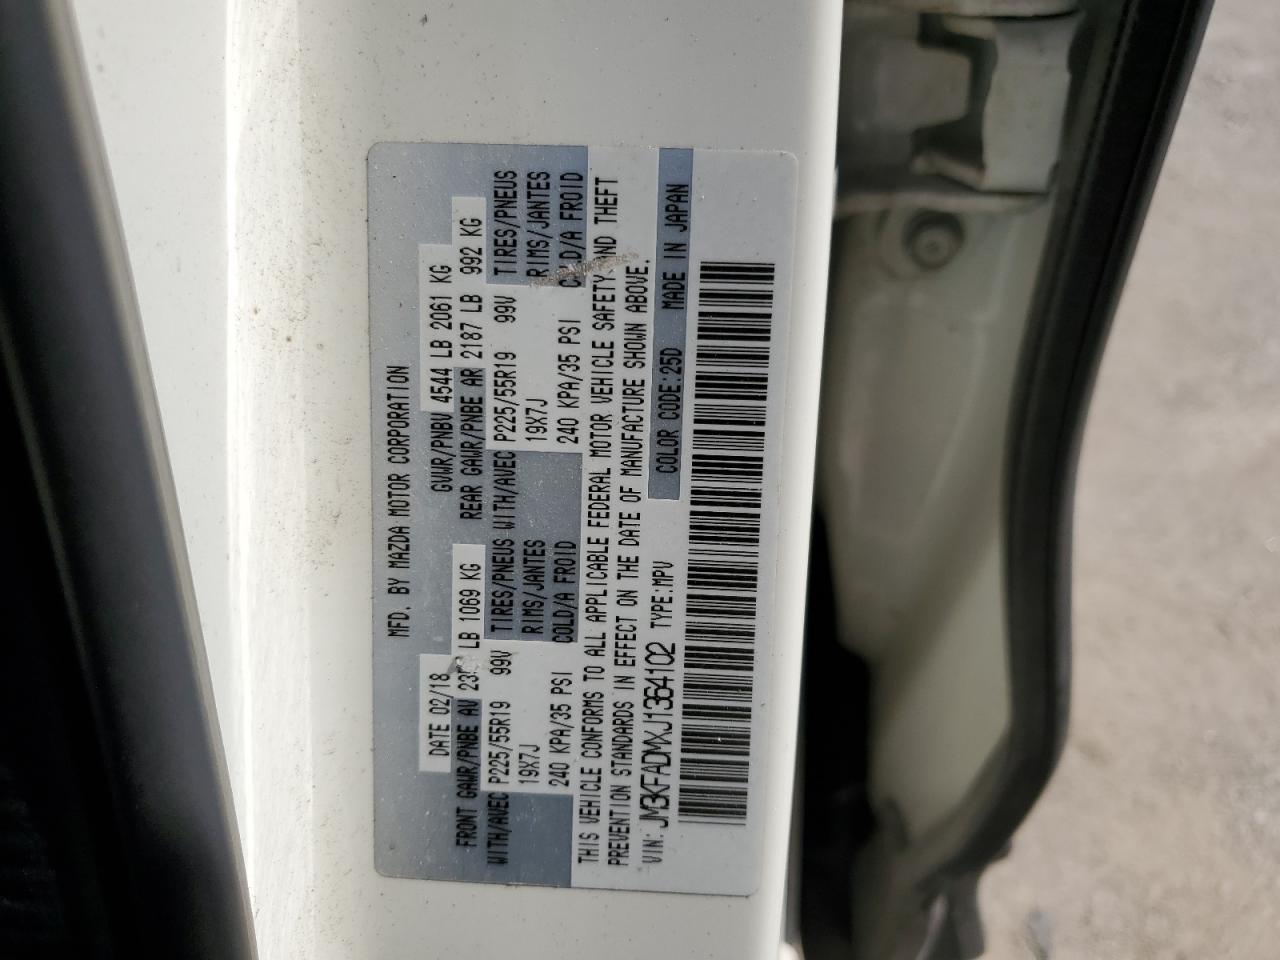 MFD. BY MAZDA MOTOR CORPORATION
DATE 02/18 GVWR/PNBV 4544 LB 2061 KG
FRONT GAWR/PNBE AV LB 1069 KG REAR GAWR/PNBE AR 2187 LB 992 KG
WITH/AVEC P225/55R19 99V TIRES/PNEUS WITH/AVEC P225/55R19 99V TIRES/PNEUS
19X7J RIMS/JANTES 19X7J RIMS/JANTES
240 KPA/35 PSI COLD/A FROID 240 KPA/35 PSI COLD/A FROID
THIS VEHICLE CONFORMS TO ALL APPLICABLE FEDERAL MOTOR VEHICLE SAFETY AND THEFT
PREVENTION STANDARDS IN EFFECT ON THE DATE OF MANUFACTURE SHOWN ABOVE.
VIN: JM3KFADMXJ1364102 TYPE:MPV COLOR CODE:25D MADE IN JAPAN